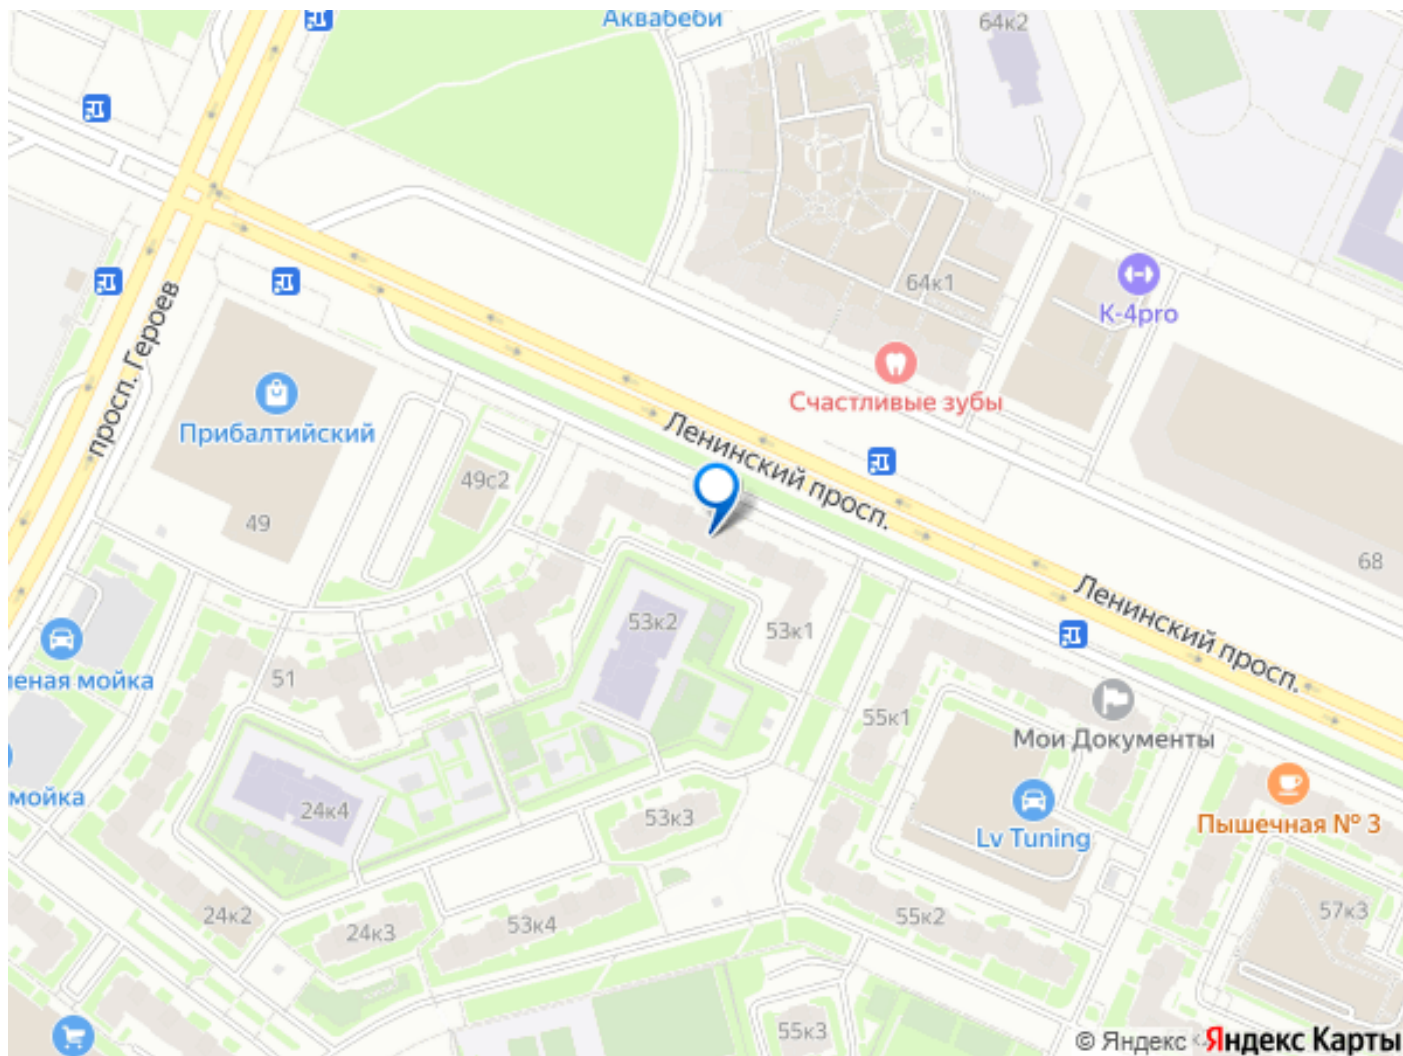 Аквабеби
64к2
64к1
K-4pro
просп. Героев
Счастливые зубы
Прибалтийский
Ленинский просп.
49с2
49
68
Ленинский просп.
53к2
53к1
51
55к1
Мои Документы
мойка
24к4
53к3
Lv Tuning
Пышечная № 3
мойка
24к2
24к3
53к4
55к2
57к3
55к3
© Яндекс Яндекс Карты